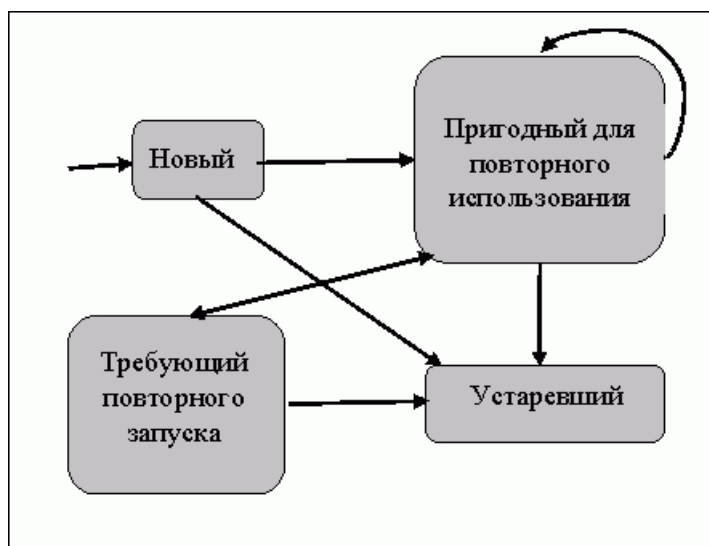 Новый
Пригодный для
повторного
использования
Требующий
повторного
запуска
Устаревший